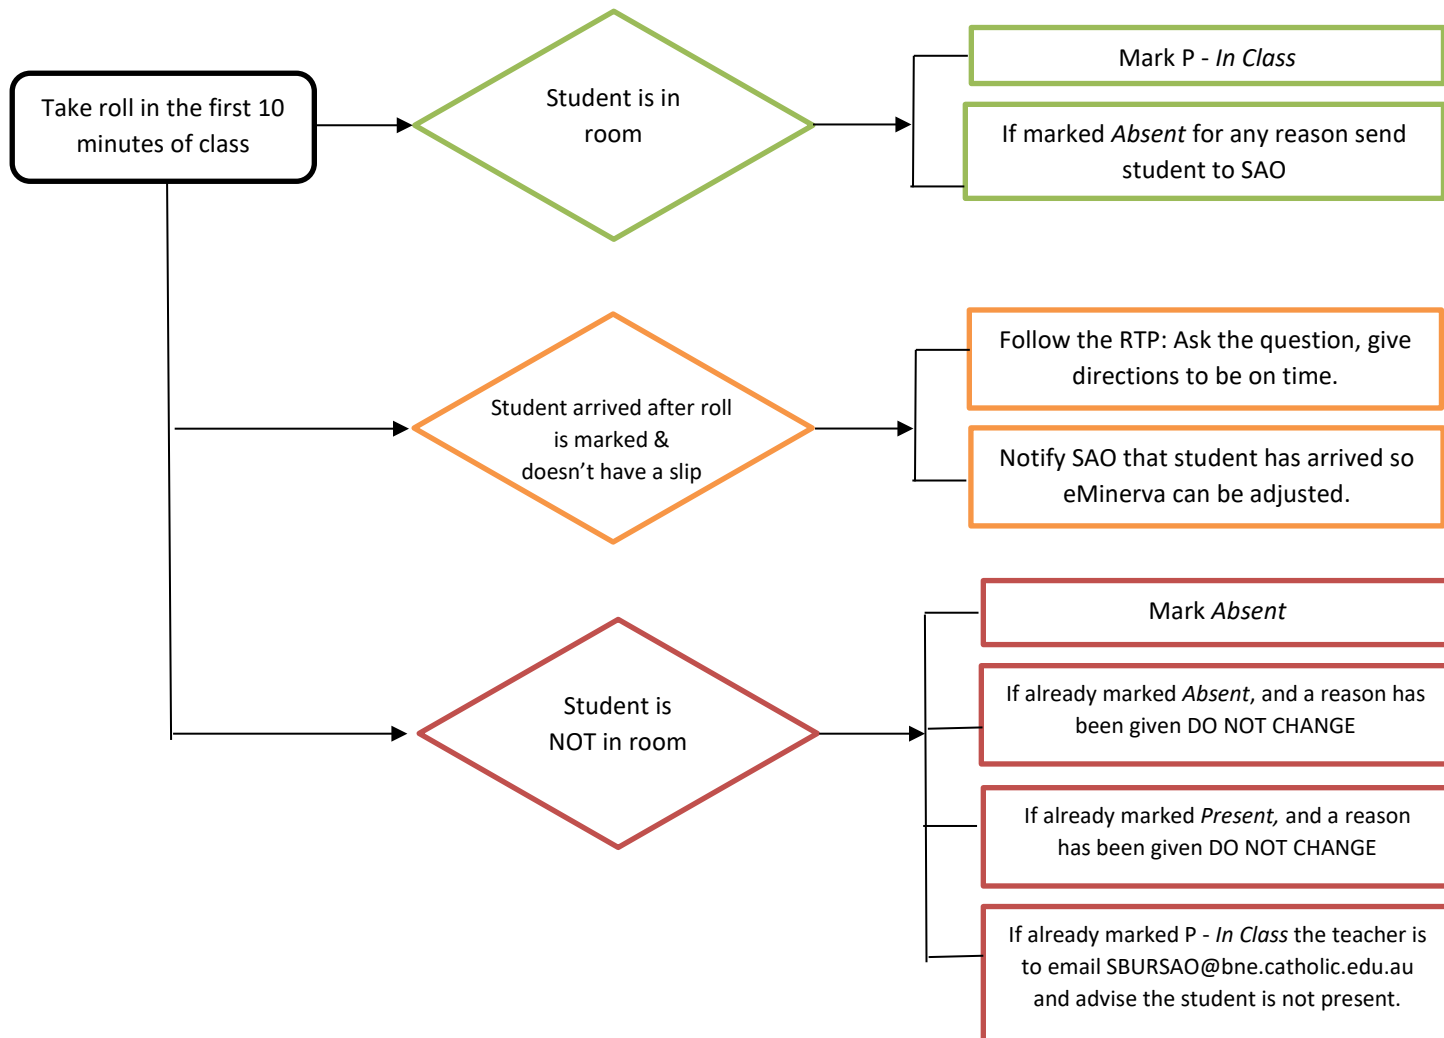 Take roll in the first 10
minutes of class
Student is in
room
Mark P - In Class
If marked Absent for any reason send
student to SAO
Student arrived after roll
is marked &
doesn’t have a slip
Follow the RTP: Ask the question, give
directions to be on time.
Notify SAO that student has arrived so
eMinerva can be adjusted.
Student is
NOT in room
Mark Absent
If already marked Absent, and a reason has
been given DO NOT CHANGE
If already marked Present, and a reason
has been given DO NOT CHANGE
If already marked P - In Class the teacher is
to email SBURSAO@bne.catholic.edu.au
and advise the student is not present.